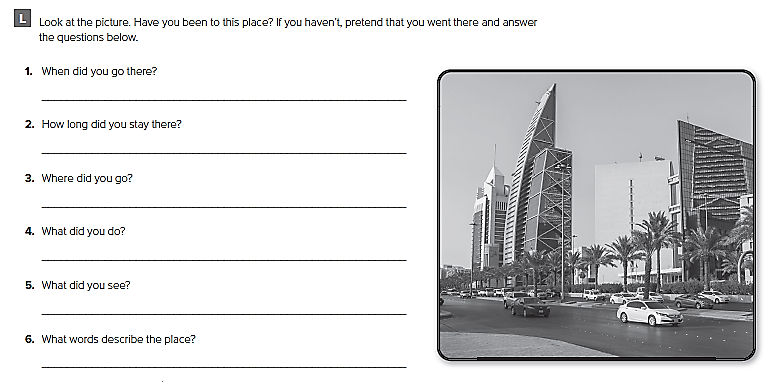 L Look at the picture. Have you been to this place? If you haven't, pretend that you went there and answer
the questions below.
1. When did you go there?
2. How long did you stay there?
3. Where did you go?
4. What did you do?
5. What did you see?
6. What words describe the place?